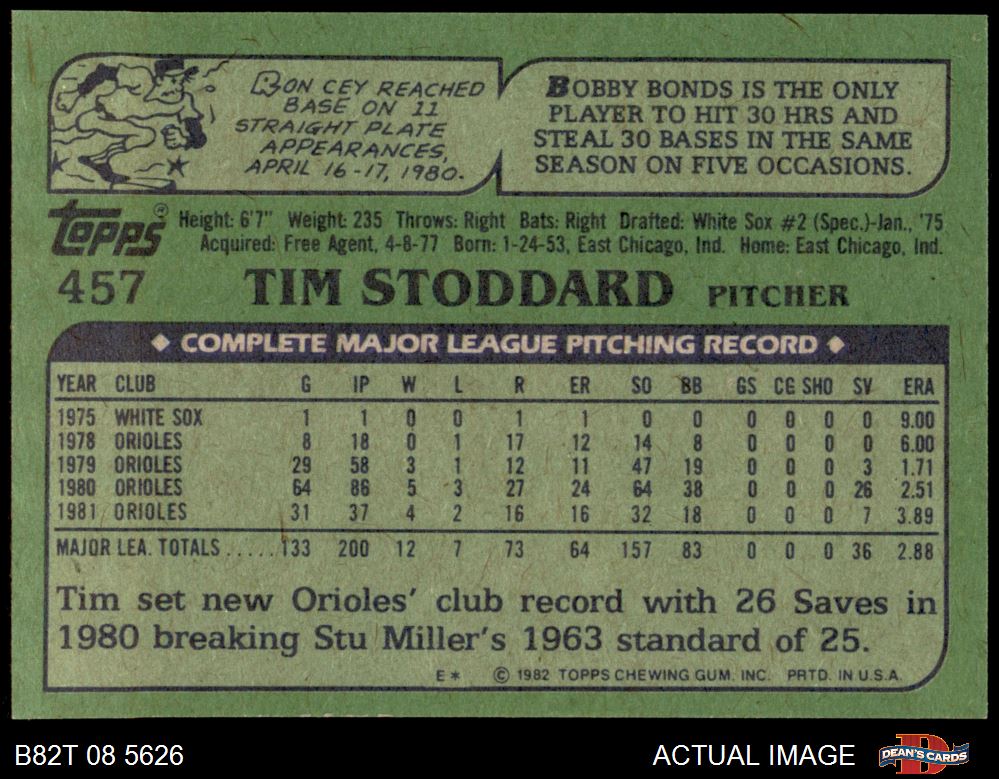 RON CEY REACHED
BASE ON 11
STRAIGHT PLATE
APPEARANCES,
APRIL 16-17, 1980.
BOBBY BONDS IS THE ONLY
PLAYER TO HIT 30 HRS AND
STEAL 30 BASES IN THE SAME
SEASON ON FIVE OCCASIONS.
Topps®
Height: 6'7" Weight: 235 Throws: Right Bats: Right Drafted: White Sox #2 (Spec.)-Jan., '75
Acquired: Free Agent, 4-8-77 Born: 1-24-53, East Chicago, Ind. Home: East Chicago, Ind.
457 TIM STODDARD PITCHER
◆ COMPLETE MAJOR LEAGUE PITCHING RECORD ◆
YEAR CLUB G IP W L R ER SO BB GS CG SHO SV ERA
1975 WHITE SOX 1 1 0 0 1 1 0 0 0 0 0 0 9.00
1978 ORIOLES 8 18 0 1 17 12 14 8 0 0 0 0 6.00
1979 ORIOLES 29 58 3 1 12 11 47 19 0 0 0 3 1.71
1980 ORIOLES 64 86 5 3 27 24 64 38 0 0 0 26 2.51
1981 ORIOLES 31 37 4 2 16 16 32 18 0 0 0 7 3.89
MAJOR LEA. TOTALS.....133 200 12 7 73 64 157 83 0 0 0 36 2.88
Tim set new Orioles' club record with 26 Saves in
1980 breaking Stu Miller's 1963 standard of 25.
E* © 1982 TOPPS CHEWING GUM, INC. PRTD. IN U.S.A.
B82T 08 5626 ACTUAL IMAGE DEAN'S CARDS